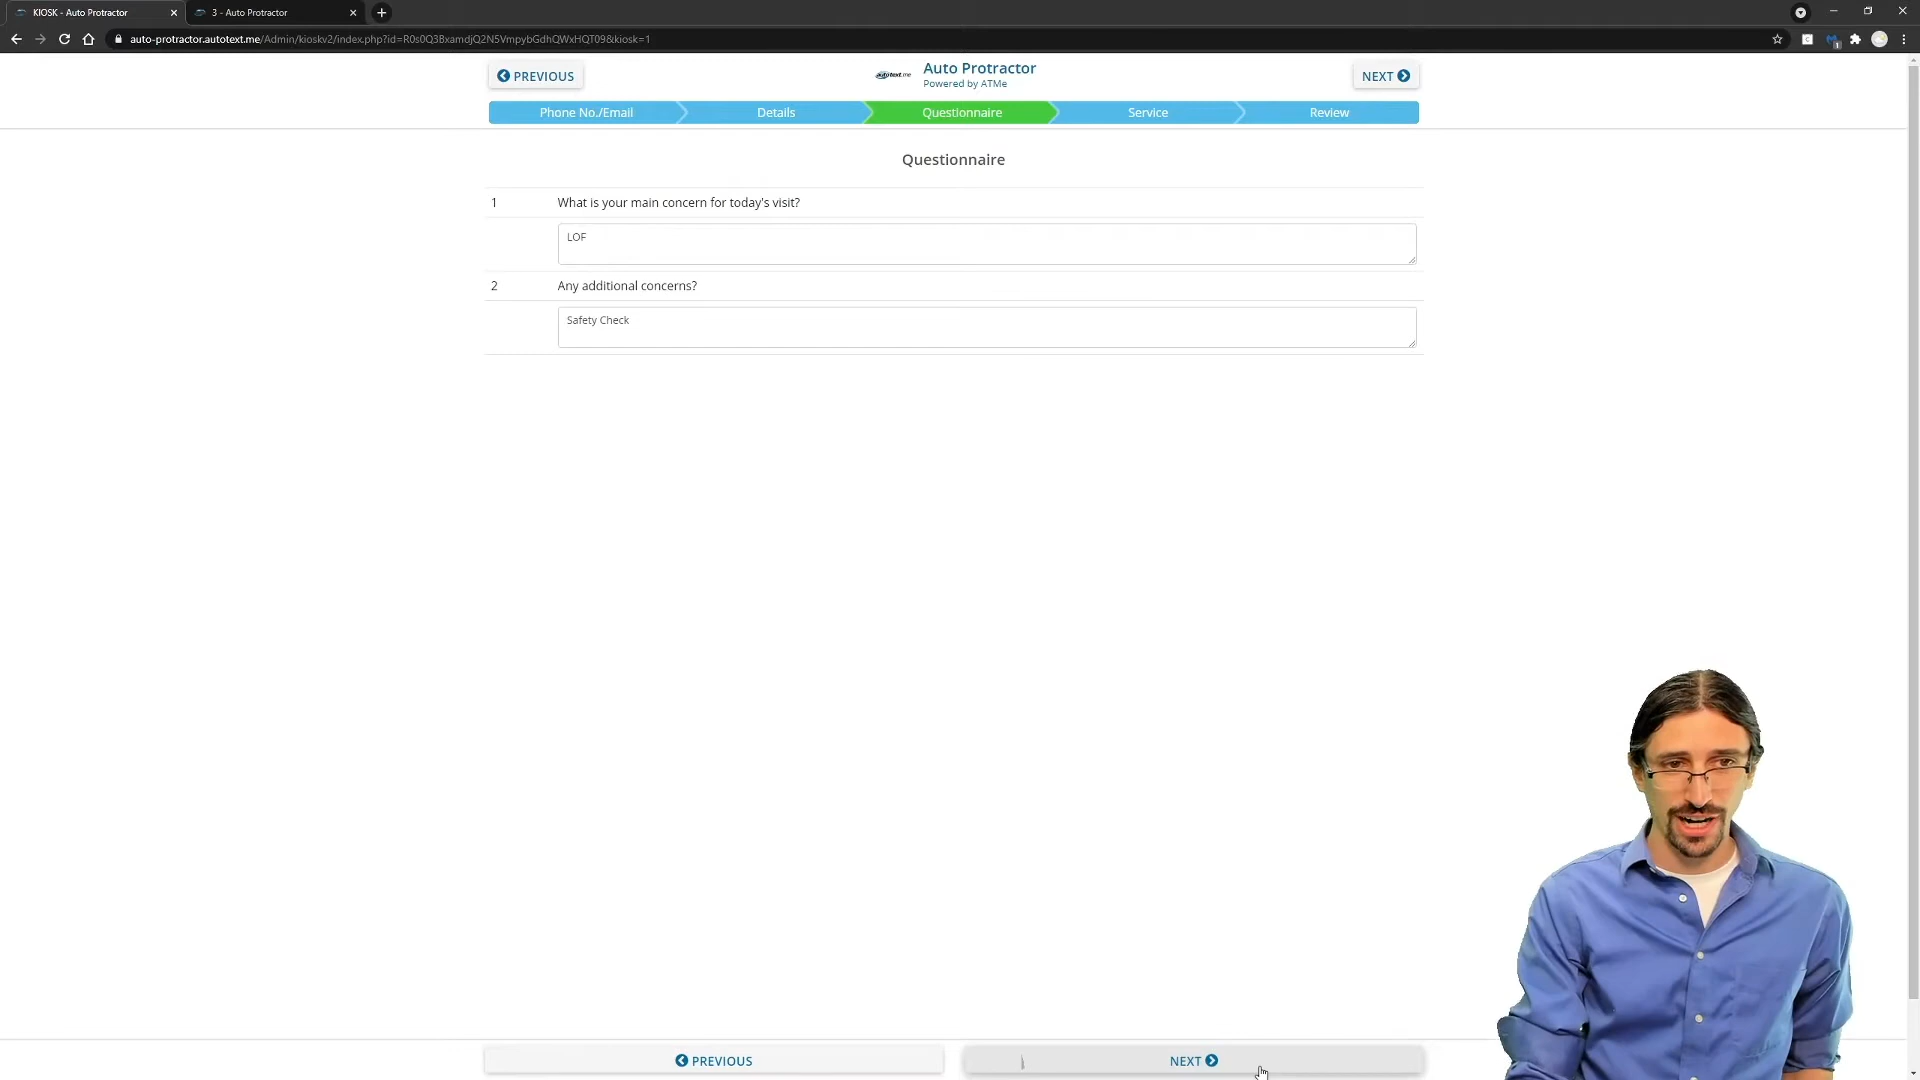 KIOSK - Auto Protractor
3 - Auto Protractor
auto-protractor.autotext.me/Admin/kioskv2/index.php?id=R0s0Q3BxamdjQ2N5VmpybGdhQWxHQT09&kiosk=1
PREVIOUS
autotext.me
Auto Protractor
Powered by ATMe
NEXT
Phone No./Email
Details
Questionnaire
Service
Review
Questionnaire
1 What is your main concern for today's visit?
LOF
2 Any additional concerns?
Safety Check
PREVIOUS
NEXT